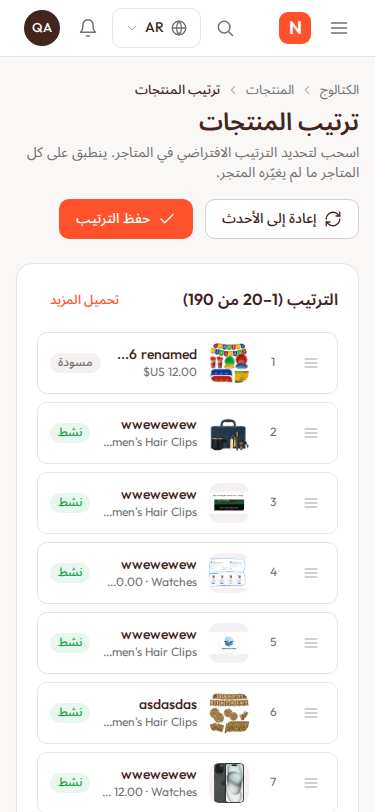 N
AR
QA
الكتالوج > المنتجات > ترتيب المنتجات
ترتيب المنتجات
اسحب لتحديد الترتيب الافتراضي في المتاجر. ينطبق على كل
المتاجر ما لم يغيّره المتجر.
إعادة إلى الأحدث
حفظ الترتيب
الترتيب (1–20 من 190)
تحميل المزيد
1
...6 renamed
$US 12.00
مسودة
2
wwewewew
...men's Hair Clips
نشط
3
wwewewew
...men's Hair Clips
نشط
4
wwewewew
...0.00 · Watches
نشط
5
wwewewew
...men's Hair Clips
نشط
6
asdasdas
...men's Hair Clips
نشط
7
wwewewew
... 12.00 · Watches
نشط